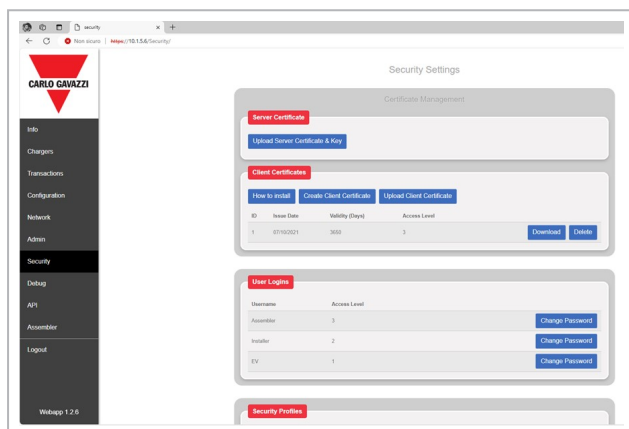 security
Non sicuro https://10.1.5.6/Security/
CARLO GAVAZZI
Info
Chargers
Transactions
Configuration
Network
Admin
Security
Debug
API
Assembler
Logout
Webapp 1.2.6
Security Settings
Certificate Management
Server Certificate
Upload Server Certificate & Key
Client Certificates
How to install Create Client Certificate Upload Client Certificate
ID Issue Date Validity (Days) Access Level
1 07/10/2021 3650 3 Download Delete
User Logins
Username Access Level
Assembler 3 Change Password
Installer 2 Change Password
EV 1 Change Password
Security Profiles